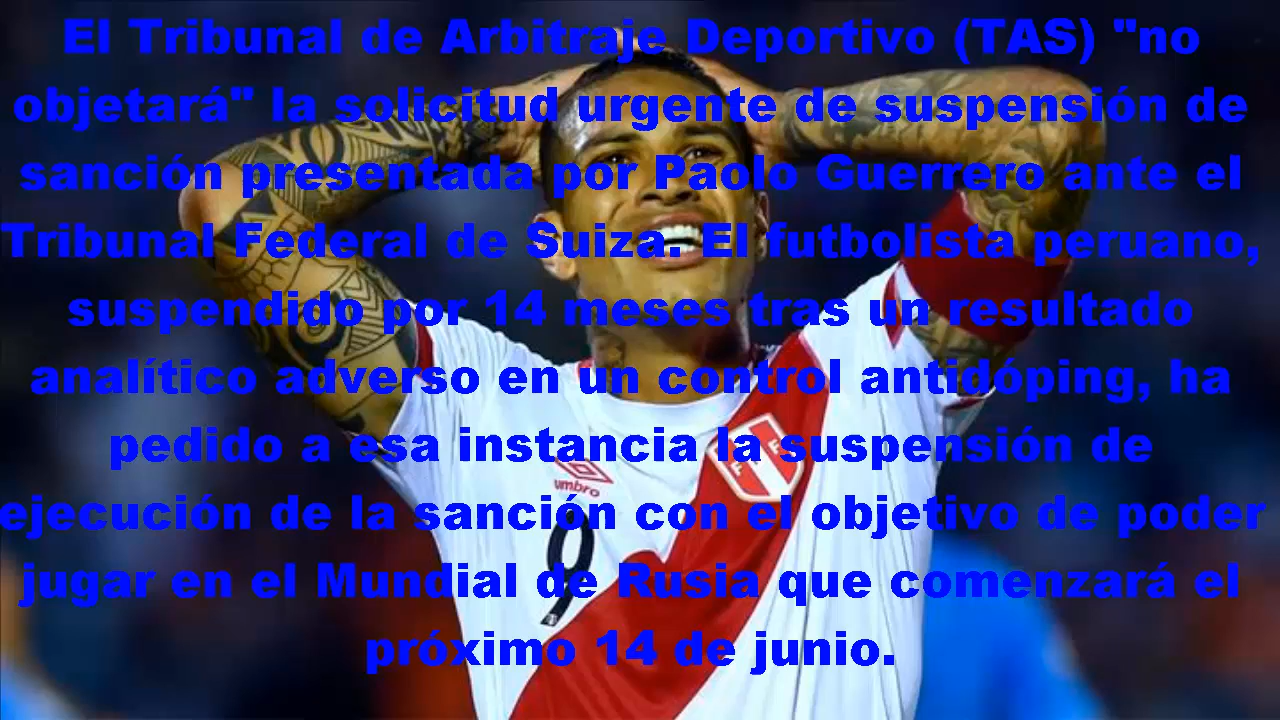 El Tribunal de Arbitraje Deportivo (TAS) "no
objetará" la solicitud urgente de suspensión de
sanción presentada por Paolo Guerrero ante el
Tribunal Federal de Suiza. El futbolista peruano,
suspendido por 14 meses tras un resultado
analítico adverso en un control antidóping, ha
pedido a esa instancia la suspensión de
ejecución de la sanción con el objetivo de poder
jugar en el Mundial de Rusia que comenzará el
próximo 14 de junio.
umbro
9